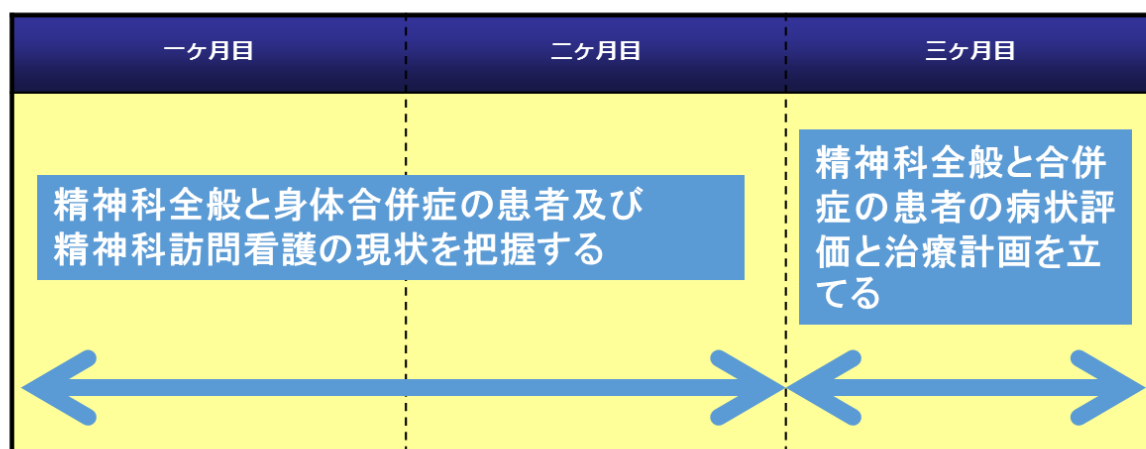 一ヶ月目
二ヶ月目
三ヶ月目
精神科全般と身体合併症の患者及び
精神科訪問看護の現状を把握する
精神科全般と合併
症の患者の病状評
価と治療計画を立
てる